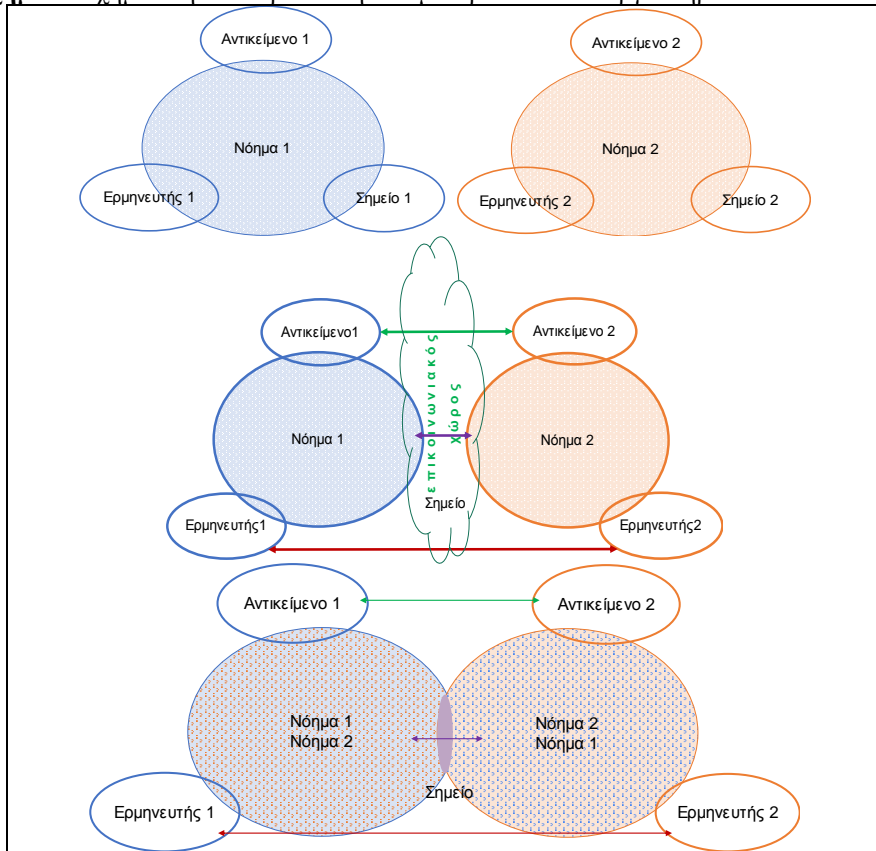 Αντικείμενο 1
Αντικείμενο 2
Νόημα 1
Νόημα 2
Ερμηνευτής 1
Σημείο 1
Ερμηνευτής 2
Σημείο 2
Αντικείμενο1
Αντικείμενο 2
επικοινωνιακός
χώρος
Νόημα 1
Νόημα 2
Σημείο
Ερμηνευτής1
Ερμηνευτής2
Αντικείμενο 1
Αντικείμενο 2
Νόημα 1
Νόημα 2
Νόημα 2
Νόημα 1
Σημείο
Ερμηνευτής 1
Ερμηνευτής 2